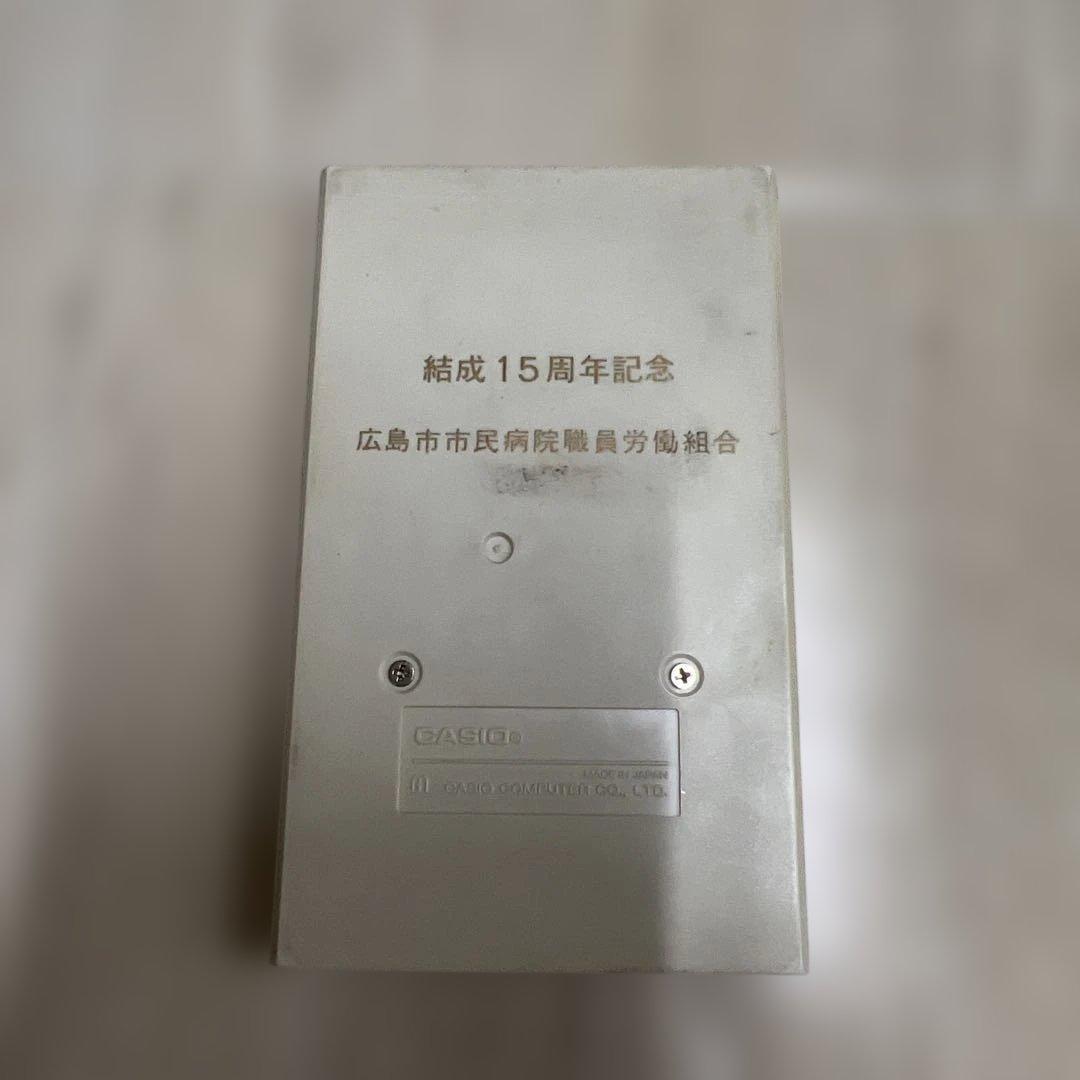 結成15周年記念
広島市市民病院職員労働組合
CASIO®
MADE IN JAPAN
CASIO COMPUTER CO., LTD.